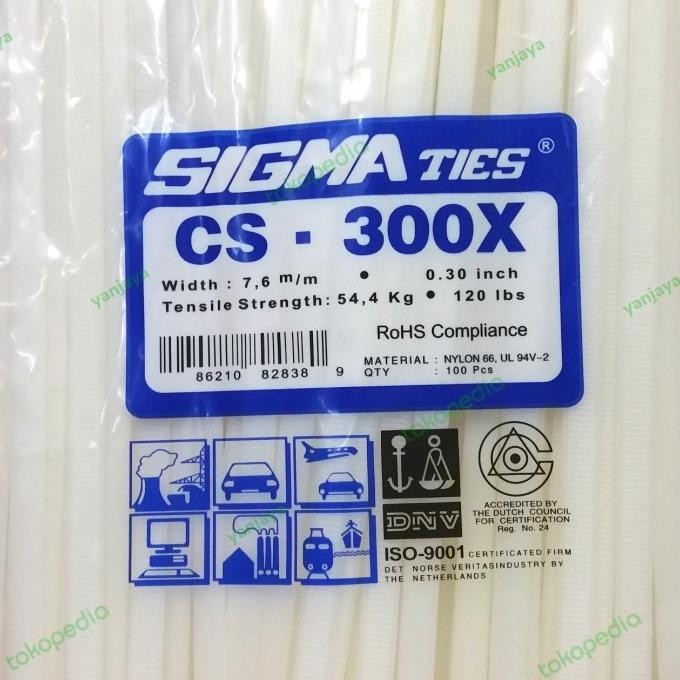 SIGMA TIES ®
CS - 300X
Width : 7,6 m/m • 0.30 inch
Tensile Strength: 54,4 Kg • 120 lbs
RoHS Compliance
MATERIAL : NYLON 66, UL 94V-2
QTY : 100 Pcs
86210 82838 9
DNV
ACCREDITED BY
THE DUTCH COUNCIL
FOR CERTIFICATION
Reg. No. 24
ISO-9001 CERTIFICATED FIRM
DET NORSE VERITASINDUSTRY BY
THE NETHERLANDS
tokopedia
yanjaya
yanjaya
tokopedia
yanjaya
yanjaya
tokopedia
yanjaya
tokopedia
tokopedia